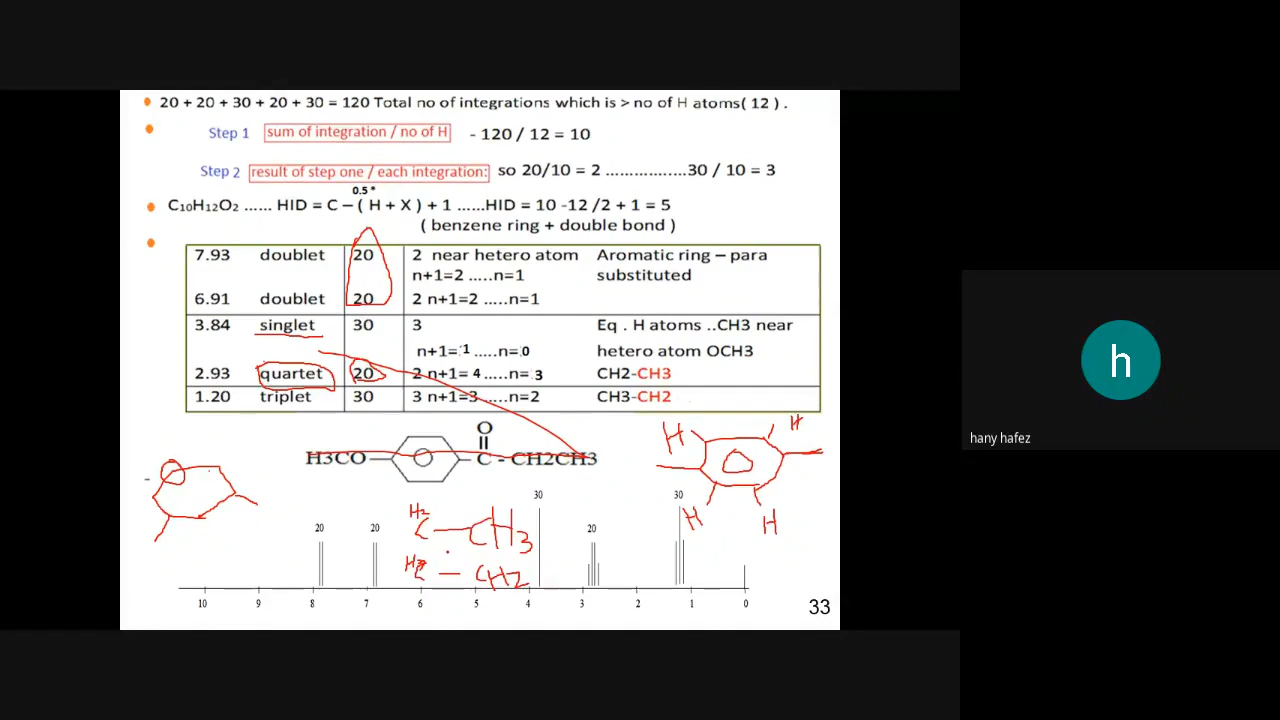 20 + 20 + 30 + 20 + 30 = 120 Total no of integrations which is > no of H atoms( 12 ) .
Step 1 sum of integration / no of H - 120 / 12 = 10
Step 2 result of step one / each integration: so 20/10 = 2 ................30 / 10 = 3
0.5 *
C10H12O2 ...... HID = C – ( H + X ) + 1 ......HID = 10 -12 /2 + 1 = 5
( benzene ring + double bond )
7.93 doublet 20 2 near hetero atom Aromatic ring – para
n+1=2 .....n=1 substituted
6.91 doublet 20 2 n+1=2 .....n=1
3.84 singlet 30 3 Eq . H atoms ..CH3 near
n+1= 1 .....n= 0 hetero atom OCH3
2.93 quartet 20 2 n+1= 4 .....n= 3 CH2-CH3
1.20 triplet 30 3 n+1=3 .....n=2 CH3-CH2
O
H3CO C - CH2CH3
H H
H H
30 30
20 20 20
H2
C CH3
C CH2
10 9 8 7 6 5 4 3 2 1 0
33
h
hany hafez